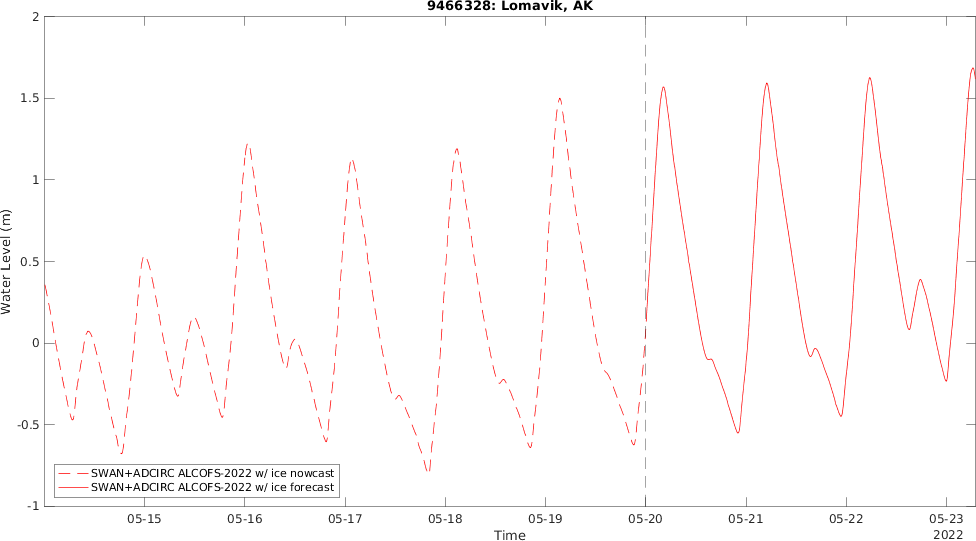 9466328: Lomavik, AK
2
1.5
1
0.5
0
-0.5
-1
Water Level (m)
SWAN+ADCIRC ALCOFS-2022 w/ ice nowcast
SWAN+ADCIRC ALCOFS-2022 w/ ice forecast
05-15 05-16 05-17 05-18 05-19 05-20 05-21 05-22 05-23
Time 2022